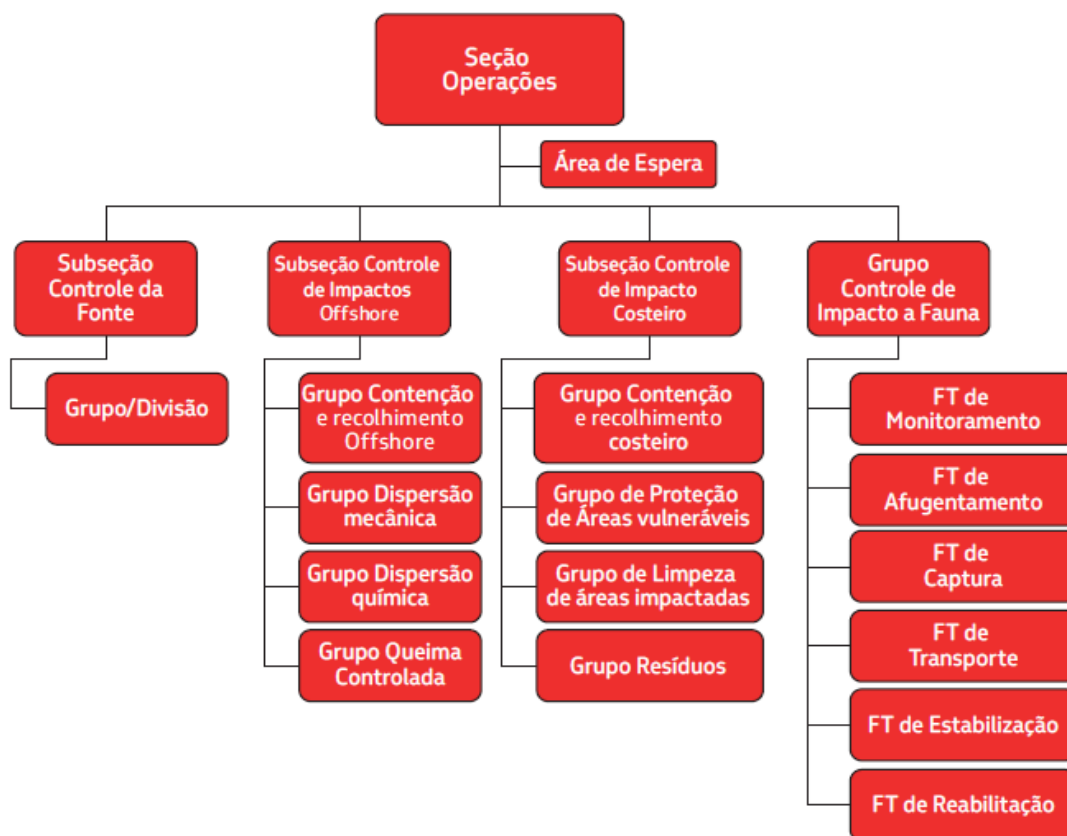 Seção
Operações
Área de Espera
Subseção
Controle da
Fonte
Grupo/Divisão
Subseção Controle
de Impactos
Offshore
Grupo Contenção
e recolhimento
Offshore
Grupo Dispersão
mecânica
Grupo Dispersão
química
Grupo Queima
Controlada
Subseção Controle
de Impacto
Costeiro
Grupo Contenção
e recolhimento
costeiro
Grupo de Proteção
de Áreas vulneráveis
Grupo de Limpeza
de áreas impactadas
Grupo Resíduos
Grupo
Controle de
Impacto a Fauna
FT de
Monitoramento
FT de
Afugentamento
FT de
Captura
FT de
Transporte
FT de Estabilização
FT de Reabilitação